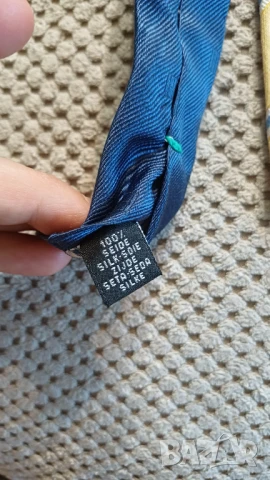 100%
SEIDE
SILK-SOIE
ZIJDE
SETA-SEDA
SILKE
BAZAR